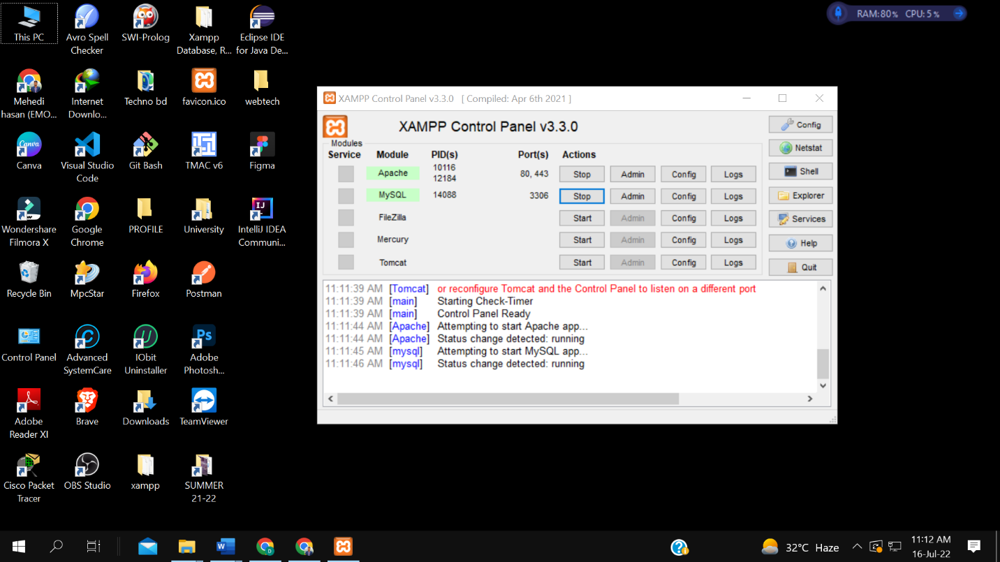 This PC
Avro Spell
Checker
SWI-Prolog
Xampp
Database, R...
Eclipse IDE
for Java De...
RAM:80% CPU:5%
Mehedi
hasan (EMO...
Internet
Downlo...
Techno bd
favicon.ico
webtech
Canva
Canva
Visual Studio
Code
Git Bash
TMAC v6
Figma
Wondershare
Filmora X
Google
Chrome
PROFILE
University
IJ
IntelliJ IDEA
Communi...
Recycle Bin
MpcStar
Firefox
Postman
Control Panel
Advanced
SystemCare
IObit
Uninstaller
Ps
Adobe
Photosh...
Adobe
Reader XI
Brave
Downloads
TeamViewer
Cisco Packet
Tracer
OBS Studio
xampp
SUMMER
21-22
XAMPP Control Panel v3.3.0 [ Compiled: Apr 6th 2021 ]
XAMPP Control Panel v3.3.0
Config
Modules
Service Module PID(s) Port(s) Actions
Netstat
Apache 10116
12184 80, 443 Stop Admin Config Logs
Shell
MySQL 14088 3306 Stop Admin Config Logs
Explorer
FileZilla Start Admin Config Logs
Services
Mercury Start Admin Config Logs
Help
Tomcat Start Admin Config Logs
Quit
11:11:39 AM [Tomcat] or reconfigure Tomcat and the Control Panel to listen on a different port
11:11:39 AM [main] Starting Check-Timer
11:11:39 AM [main] Control Panel Ready
11:11:44 AM [Apache] Attempting to start Apache app...
11:11:44 AM [Apache] Status change detected: running
11:11:45 AM [mysql] Attempting to start MySQL app...
11:11:46 AM [mysql] Status change detected: running
W
D
32°C Haze
11:12 AM
16-Jul-22